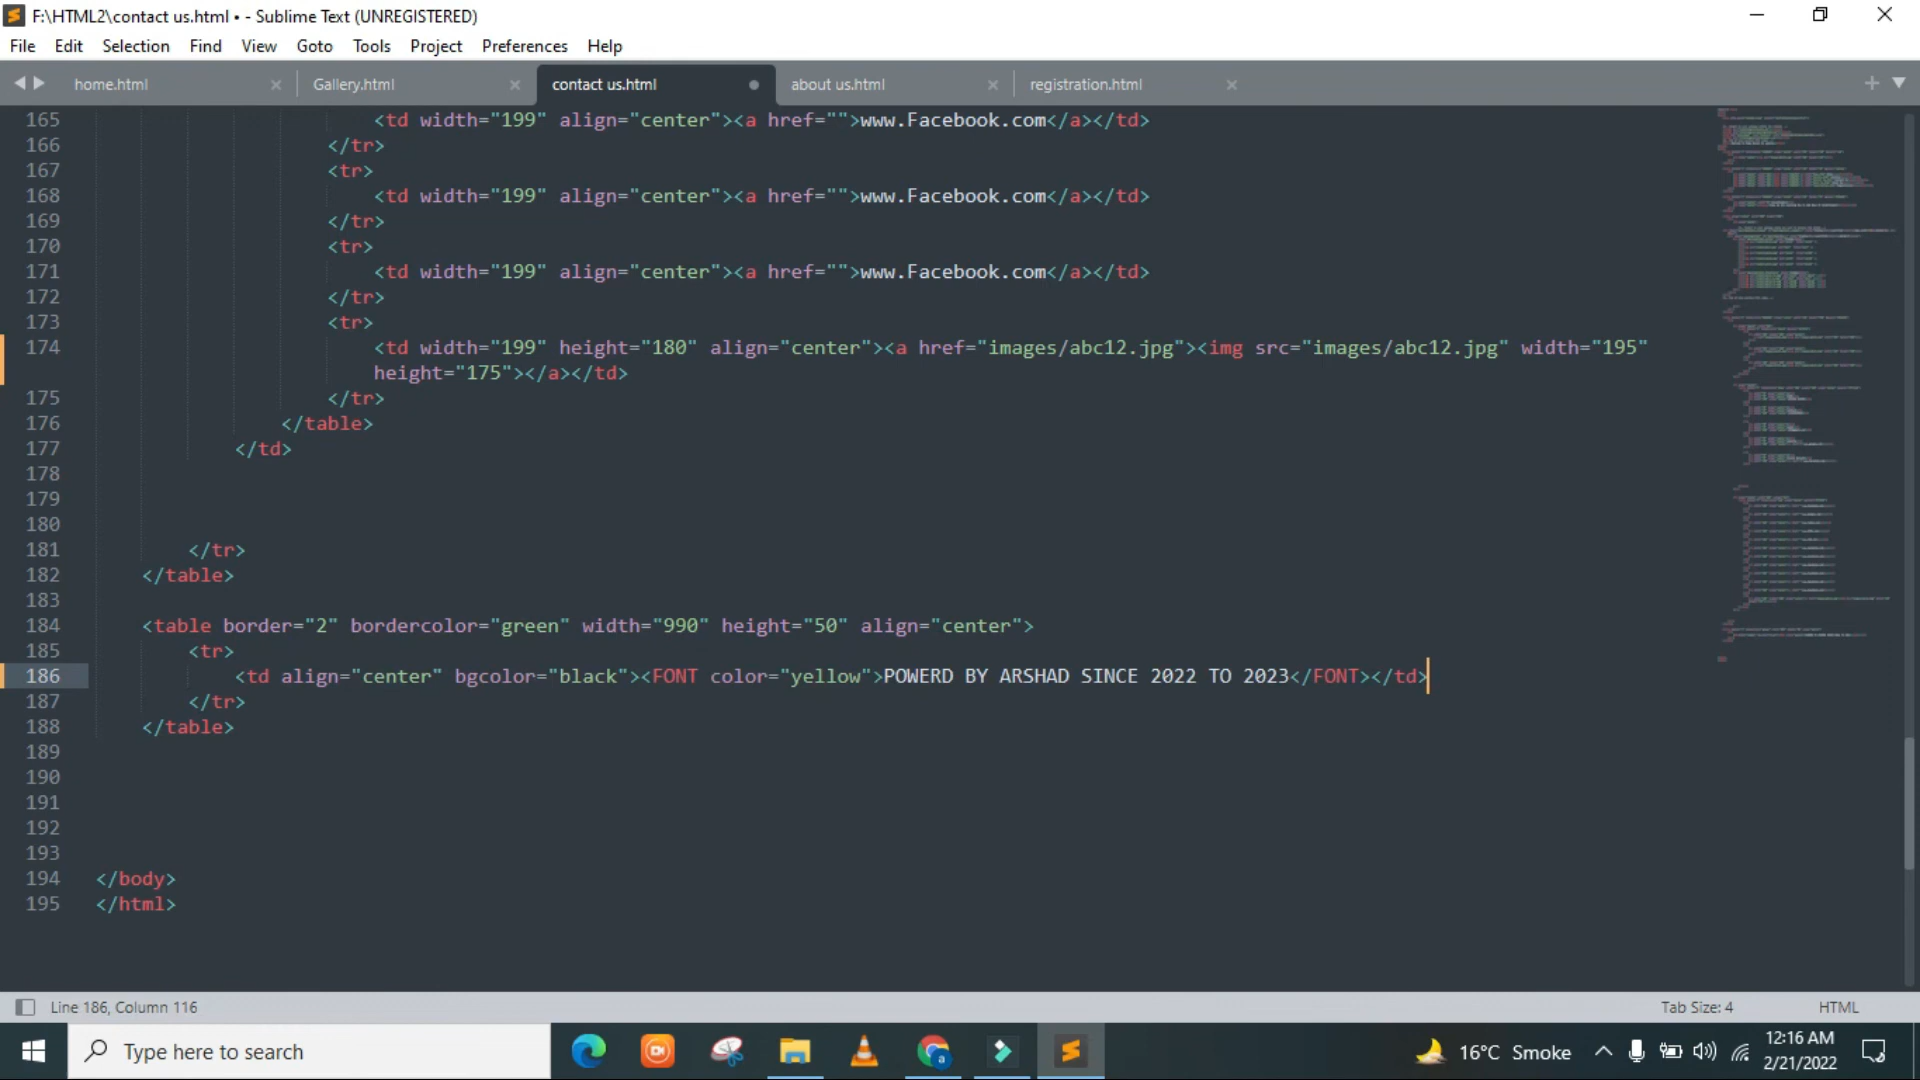 F:\HTML2\contact us.html • - Sublime Text (UNREGISTERED)
File Edit Selection Find View Goto Tools Project Preferences Help
home.html Gallery.html contact us.html about us.html registration.html
165 <td width="199" align="center"><a href="">www.Facebook.com</a></td>
166 </tr>
167 <tr>
168 <td width="199" align="center"><a href="">www.Facebook.com</a></td>
169 </tr>
170 <tr>
171 <td width="199" align="center"><a href="">www.Facebook.com</a></td>
172 </tr>
173 <tr>
174 <td width="199" height="180" align="center"><a href="images/abc12.jpg"><img src="images/abc12.jpg" width="195"
height="175"></a></td>
175 </tr>
176 </table>
177 </td>
178
179
180
181 </tr>
182 </table>
183
184 <table border="2" bordercolor="green" width="990" height="50" align="center">
185 <tr>
186 <td align="center" bgcolor="black"><FONT color="yellow">POWERD BY ARSHAD SINCE 2022 TO 2023</FONT></td>
187 </tr>
188 </table>
189
190
191
192
193
194 </body>
195 </html>
Line 186, Column 116 Tab Size: 4 HTML
Type here to search 16°C Smoke 12:16 AM
2/21/2022